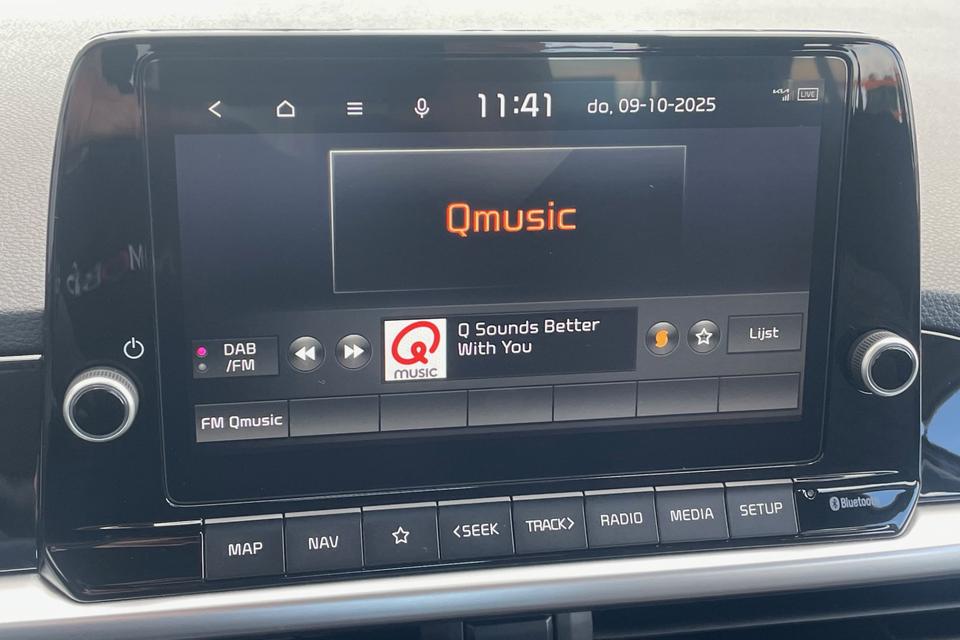 11:41 do, 09-10-2025 LIVE
Qmusic
DAB
/FM
Q Sounds Better
With You
music
Lijst
FM Qmusic
MAP NAV <SEEK TRACK> RADIO MEDIA SETUP
Bluetooth